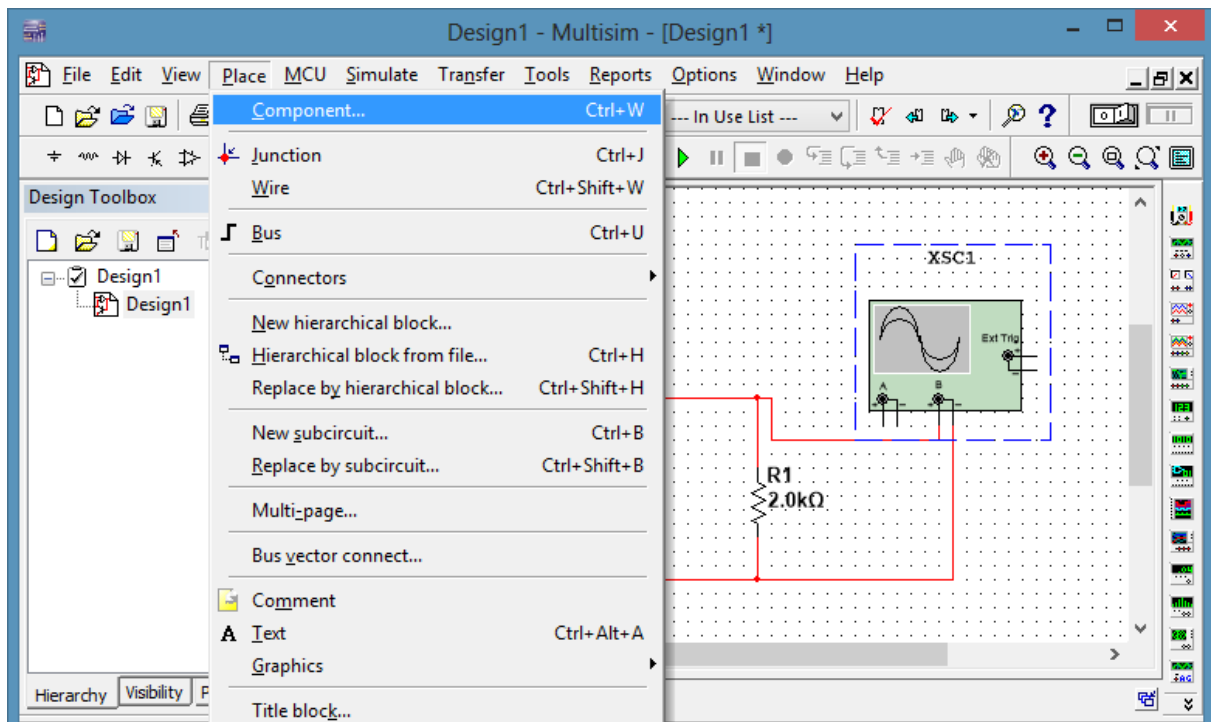 Design1 - Multisim - [Design1 *]
File Edit View Place MCU Simulate Transfer Tools Reports Options Window Help
Component... Ctrl+W
--- In Use List ---
Junction Ctrl+J
Wire Ctrl+Shift+W
Bus Ctrl+U
Connectors
New hierarchical block...
Hierarchical block from file... Ctrl+H
Replace by hierarchical block... Ctrl+Shift+H
New subcircuit... Ctrl+B
Replace by subcircuit... Ctrl+Shift+B
Multi-page...
Bus vector connect...
Comment
A Text Ctrl+Alt+A
Graphics
Title block...
Design Toolbox
Design1
Design1
Hierarchy Visibility P
XSC1
Ext Trig
A B
R1
2.0kΩ